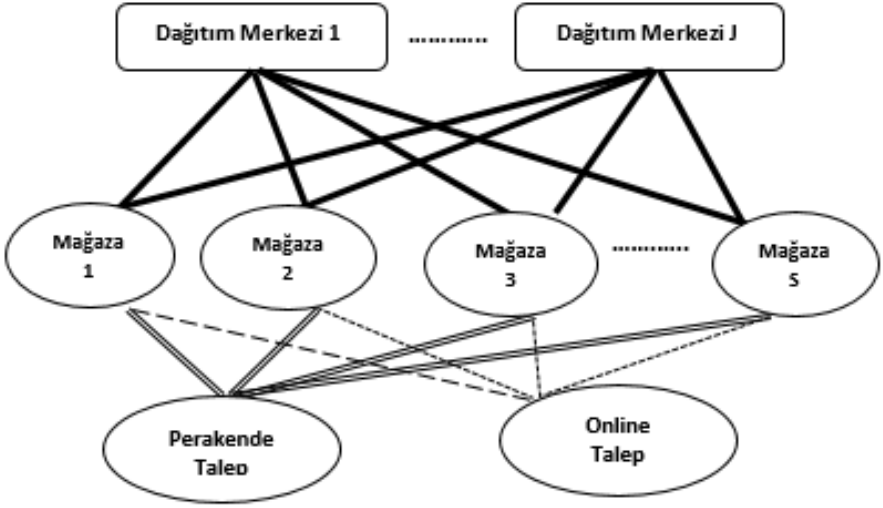 Dağıtım Merkezi 1
............
Dağıtım Merkezi J
Mağaza
1
Mağaza
2
Mağaza
3
............
Mağaza
S
Perakende
Talep
Online
Talep